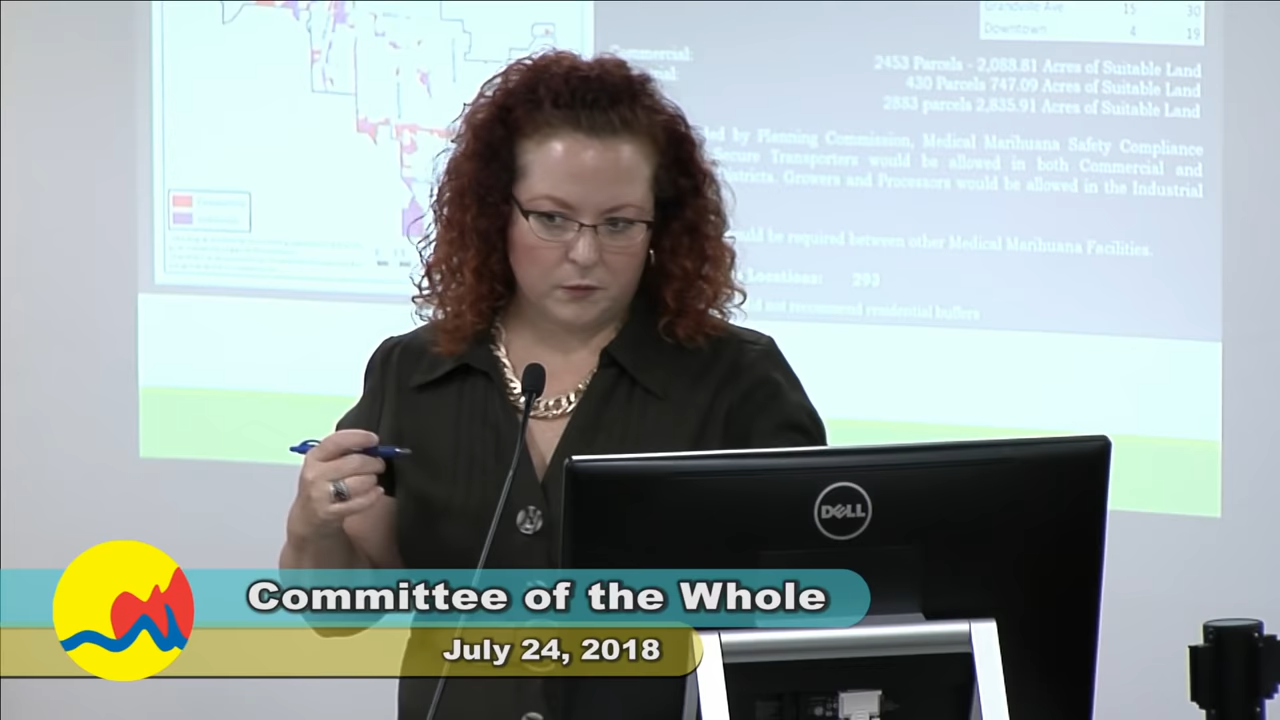 Grandville Ave 15 30
Downtown 4 19
Commercial: 2453 Parcels - 2,088.81 Acres of Suitable Land
430 Parcels 747.09 Acres of Suitable Land
2883 parcels 2,835.91 Acres of Suitable Land
by Planning Commission, Medical Marihuana Safety Compliance
Secure Transporters would be allowed in both Commercial and
Districts. Growers and Processors would be allowed in the Industrial
be required between other Medical Marihuana Facilities.
Locations: 293
not recommend residential buffers
DELL
Committee of the Whole
July 24, 2018